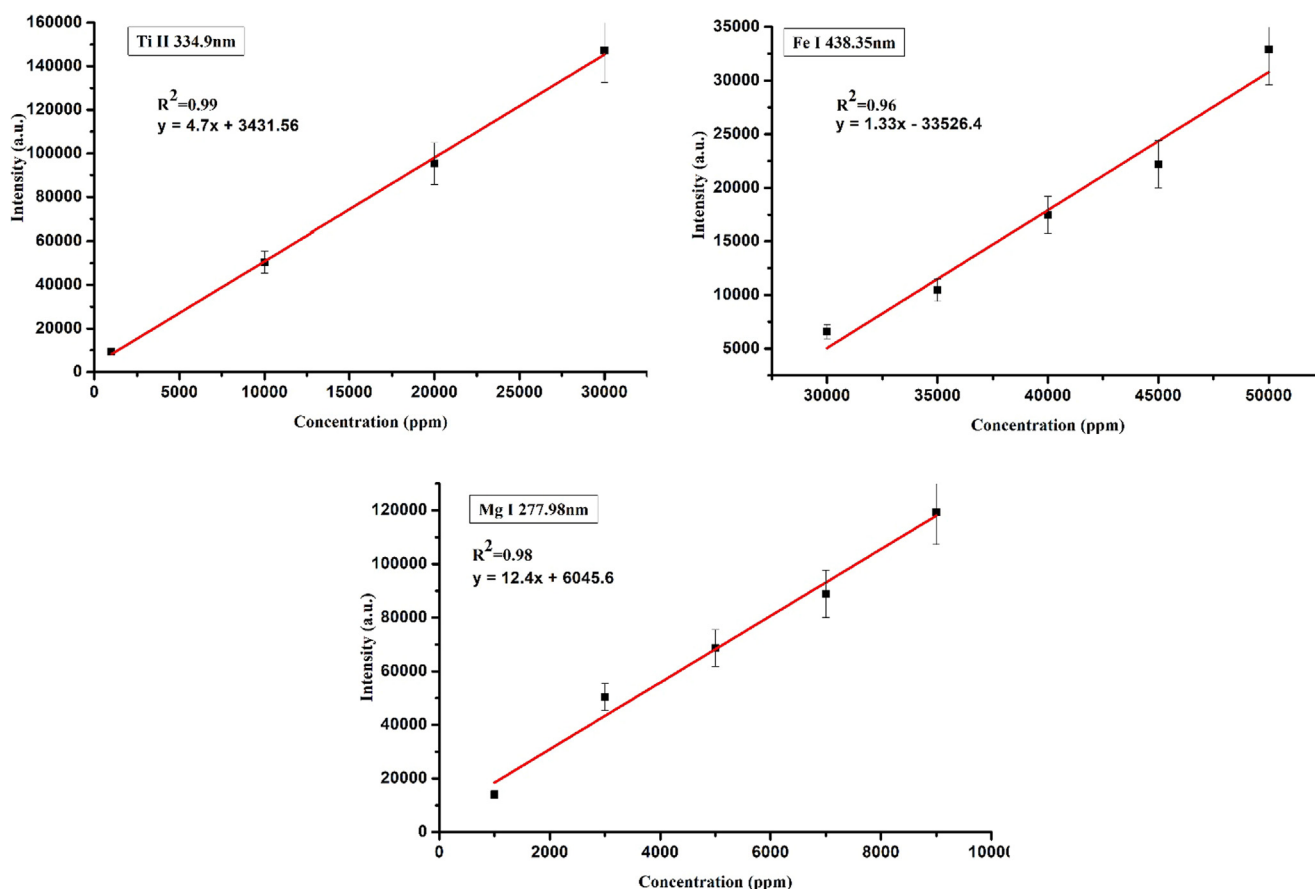 Ti II 334.9nm
R²=0.99
y = 4.7x + 3431.56
Intensity (a.u.)
160000
140000
120000
100000
80000
60000
40000
20000
0
0 5000 10000 15000 20000 25000 30000
Concentration (ppm)
Fe I 438.35nm
R²=0.96
y = 1.33x - 33526.4
Intensity (a.u.)
35000
30000
25000
20000
15000
10000
5000
30000 35000 40000 45000 50000
Concentration (ppm)
Mg I 277.98nm
R²=0.98
y = 12.4x + 6045.6
Intensity (a.u.)
120000
100000
80000
60000
40000
20000
0
0 2000 4000 6000 8000 10000
Concentration (ppm)